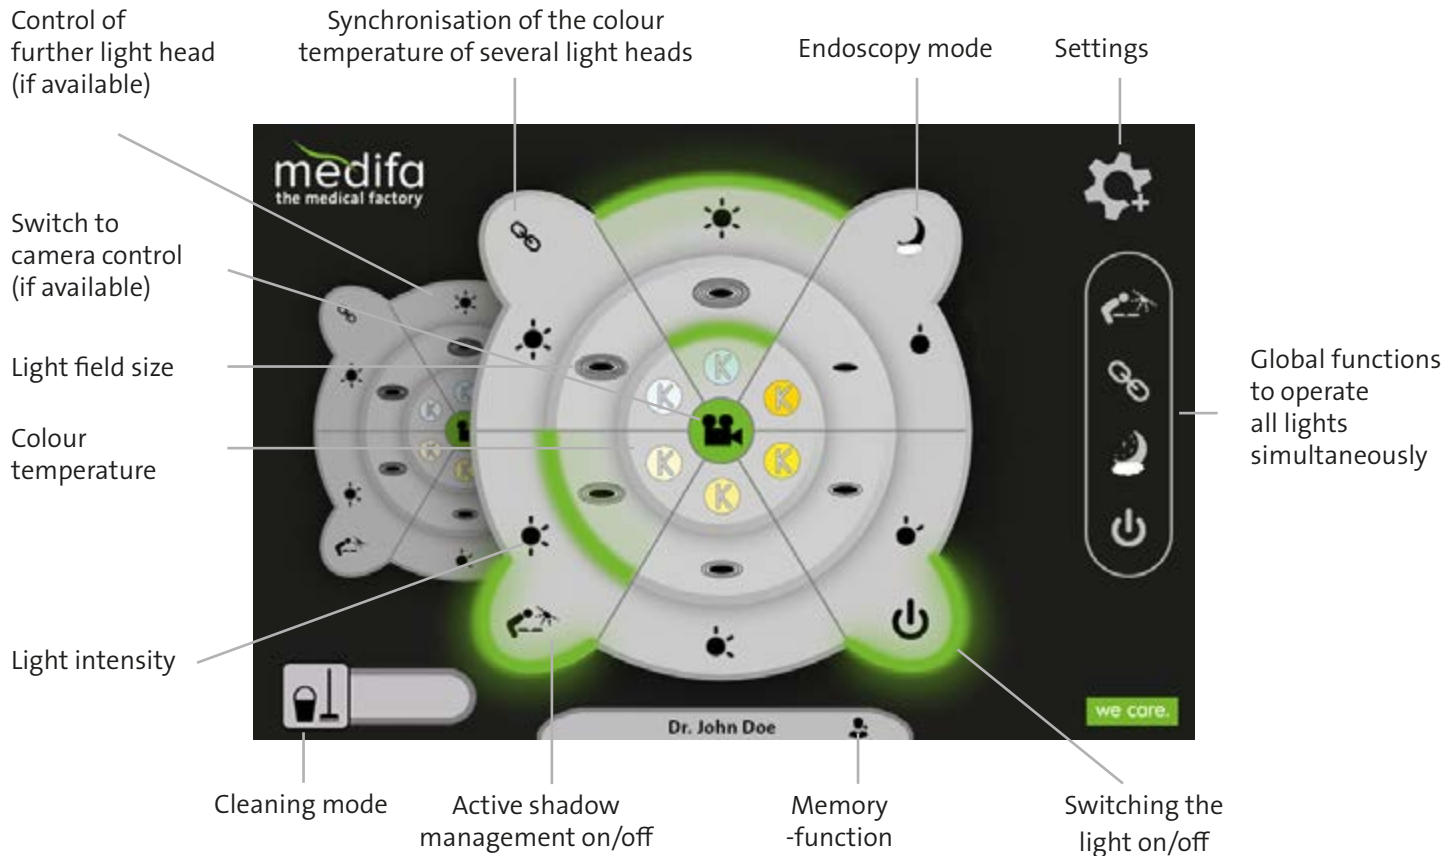 Control of
further light head
(if available)
Synchronisation of the colour
temperature of several light heads
Endoscopy mode
Settings
medifa
the medical factory
Switch to
camera control
(if available)
Light field size
Colour
temperature
Light intensity
K
K
K
K
K
K
K
K
K
K
Global functions
to operate
all lights
simultaneously
we care.
Dr. John Doe
Cleaning mode
Active shadow
management on/off
Memory
-function
Switching the
light on/off